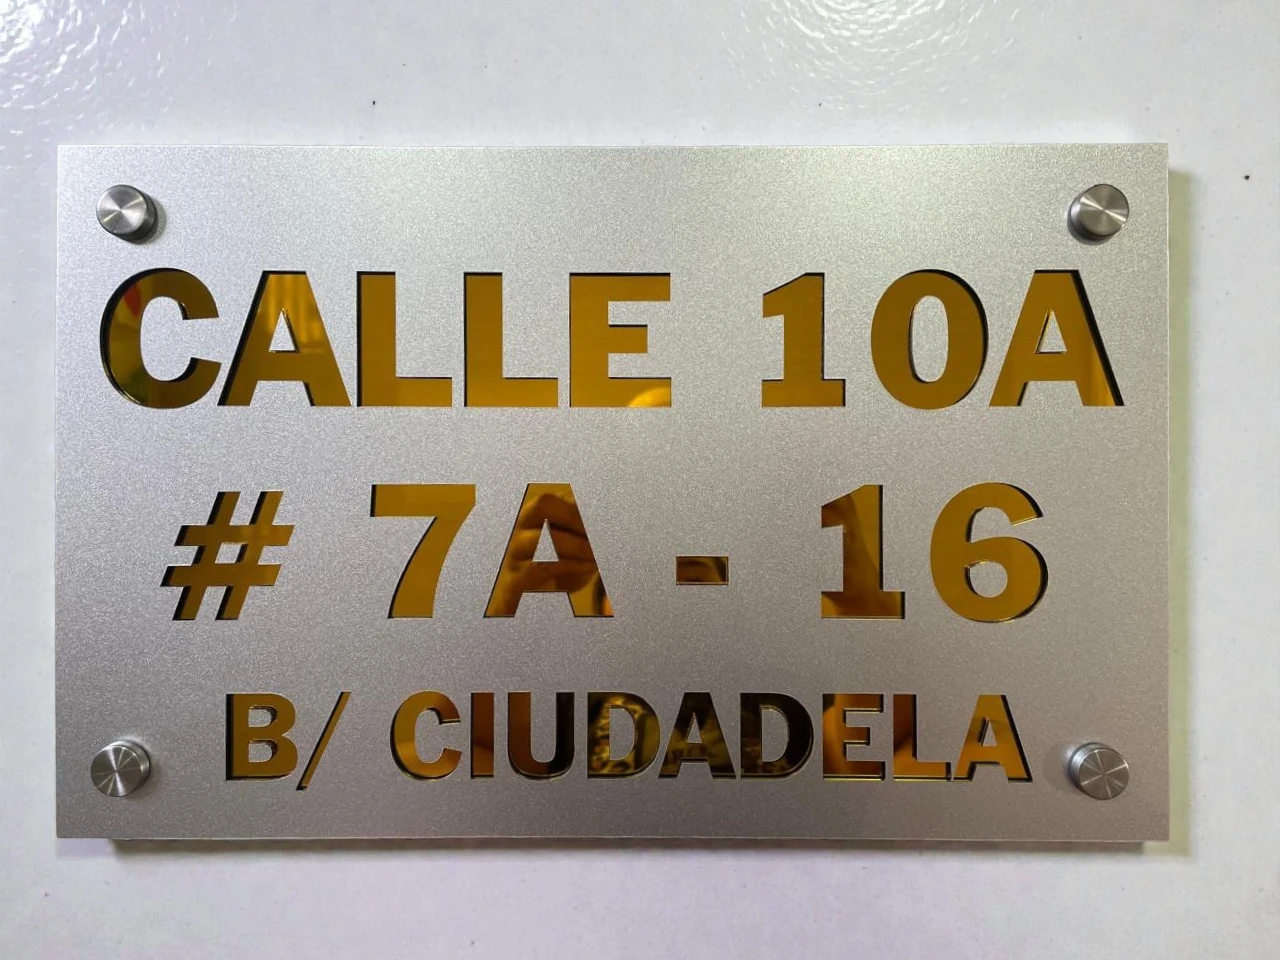 CALLE 10A
# 7A - 16
B/ CIUDADELA